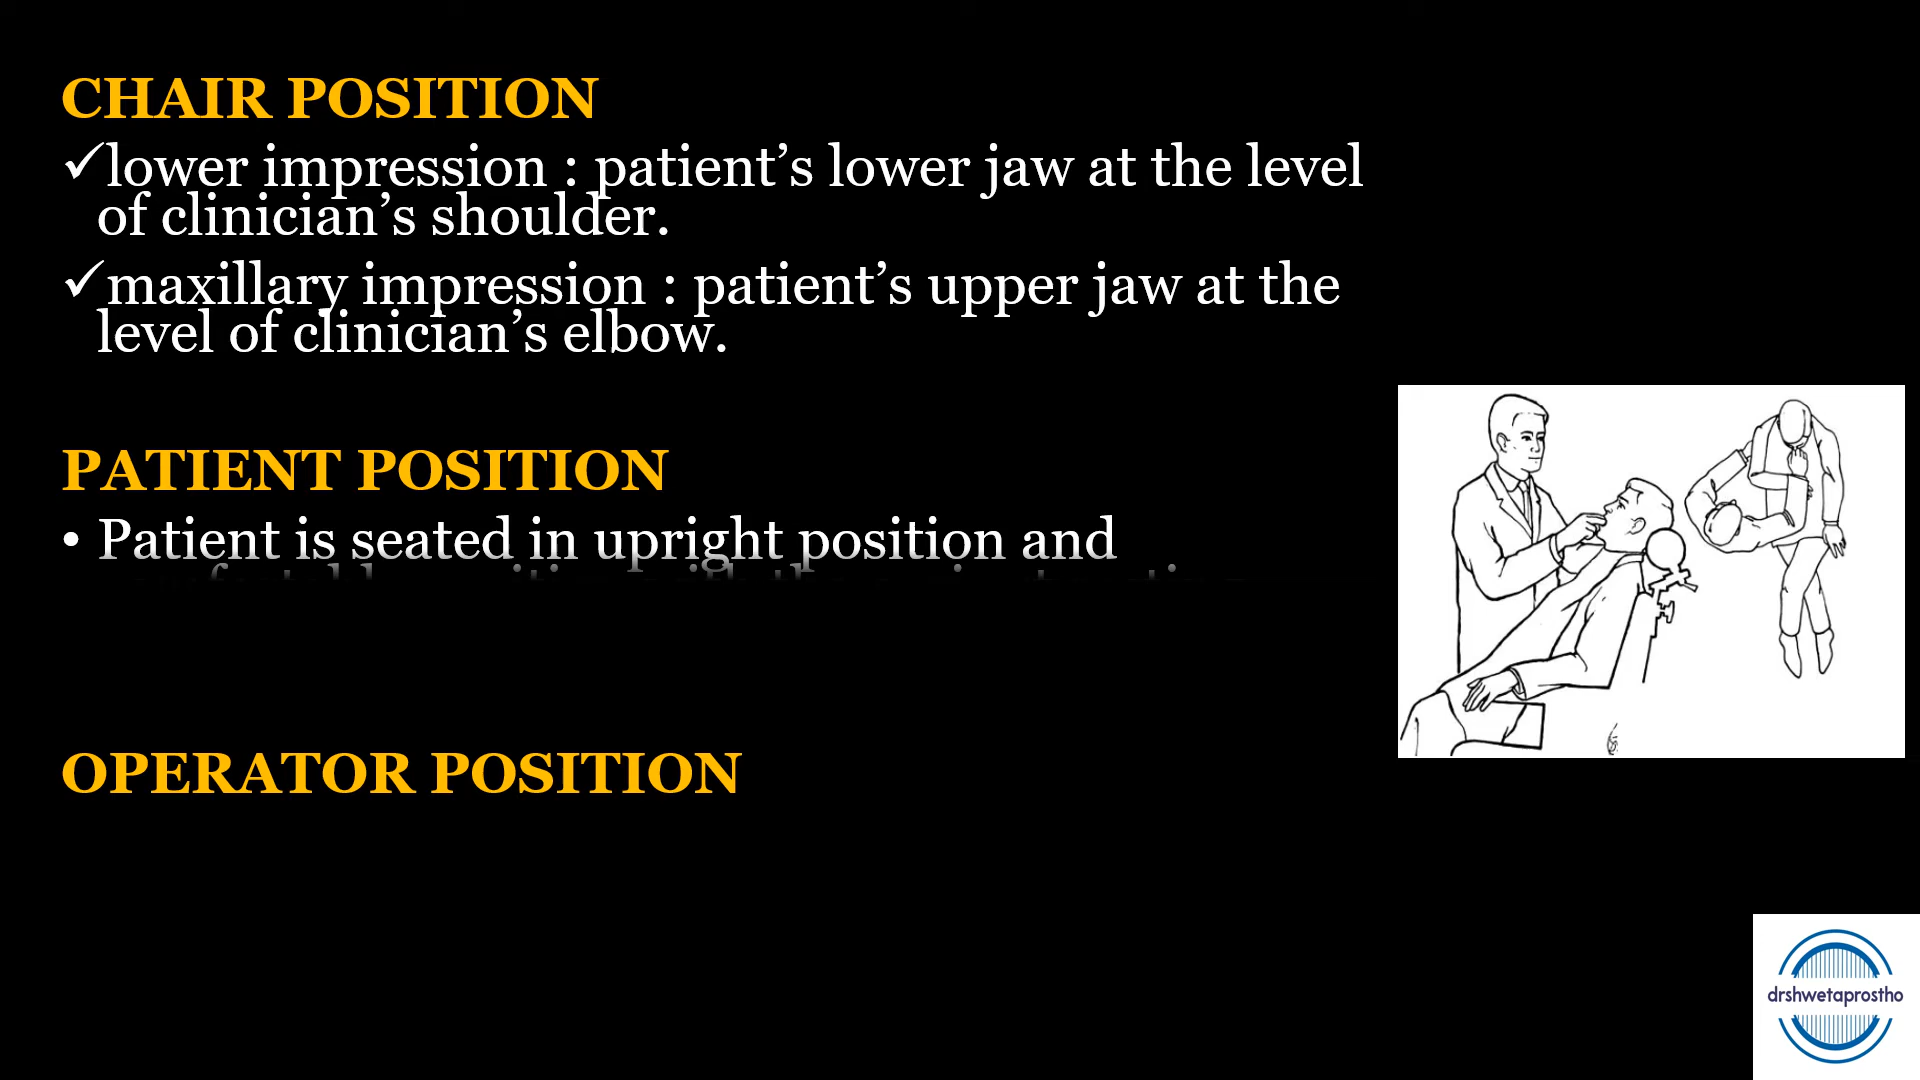 CHAIR POSITION
✓lower impression : patient’s lower jaw at the level
of clinician’s shoulder.
✓maxillary impression : patient’s upper jaw at the
level of clinician’s elbow.
PATIENT POSITION
• Patient is seated in upright position and
OPERATOR POSITION
drshwetaprostho